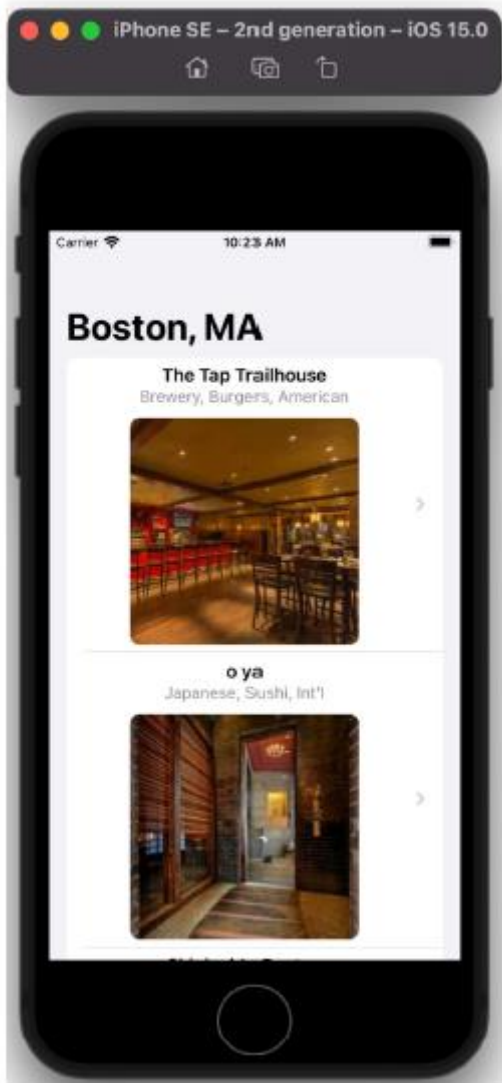 iPhone SE – 2nd generation – iOS 15.0
Carrier 10:23 AM
Boston, MA
The Tap Trailhouse
Brewery, Burgers, American
o ya
Japanese, Sushi, Int'l